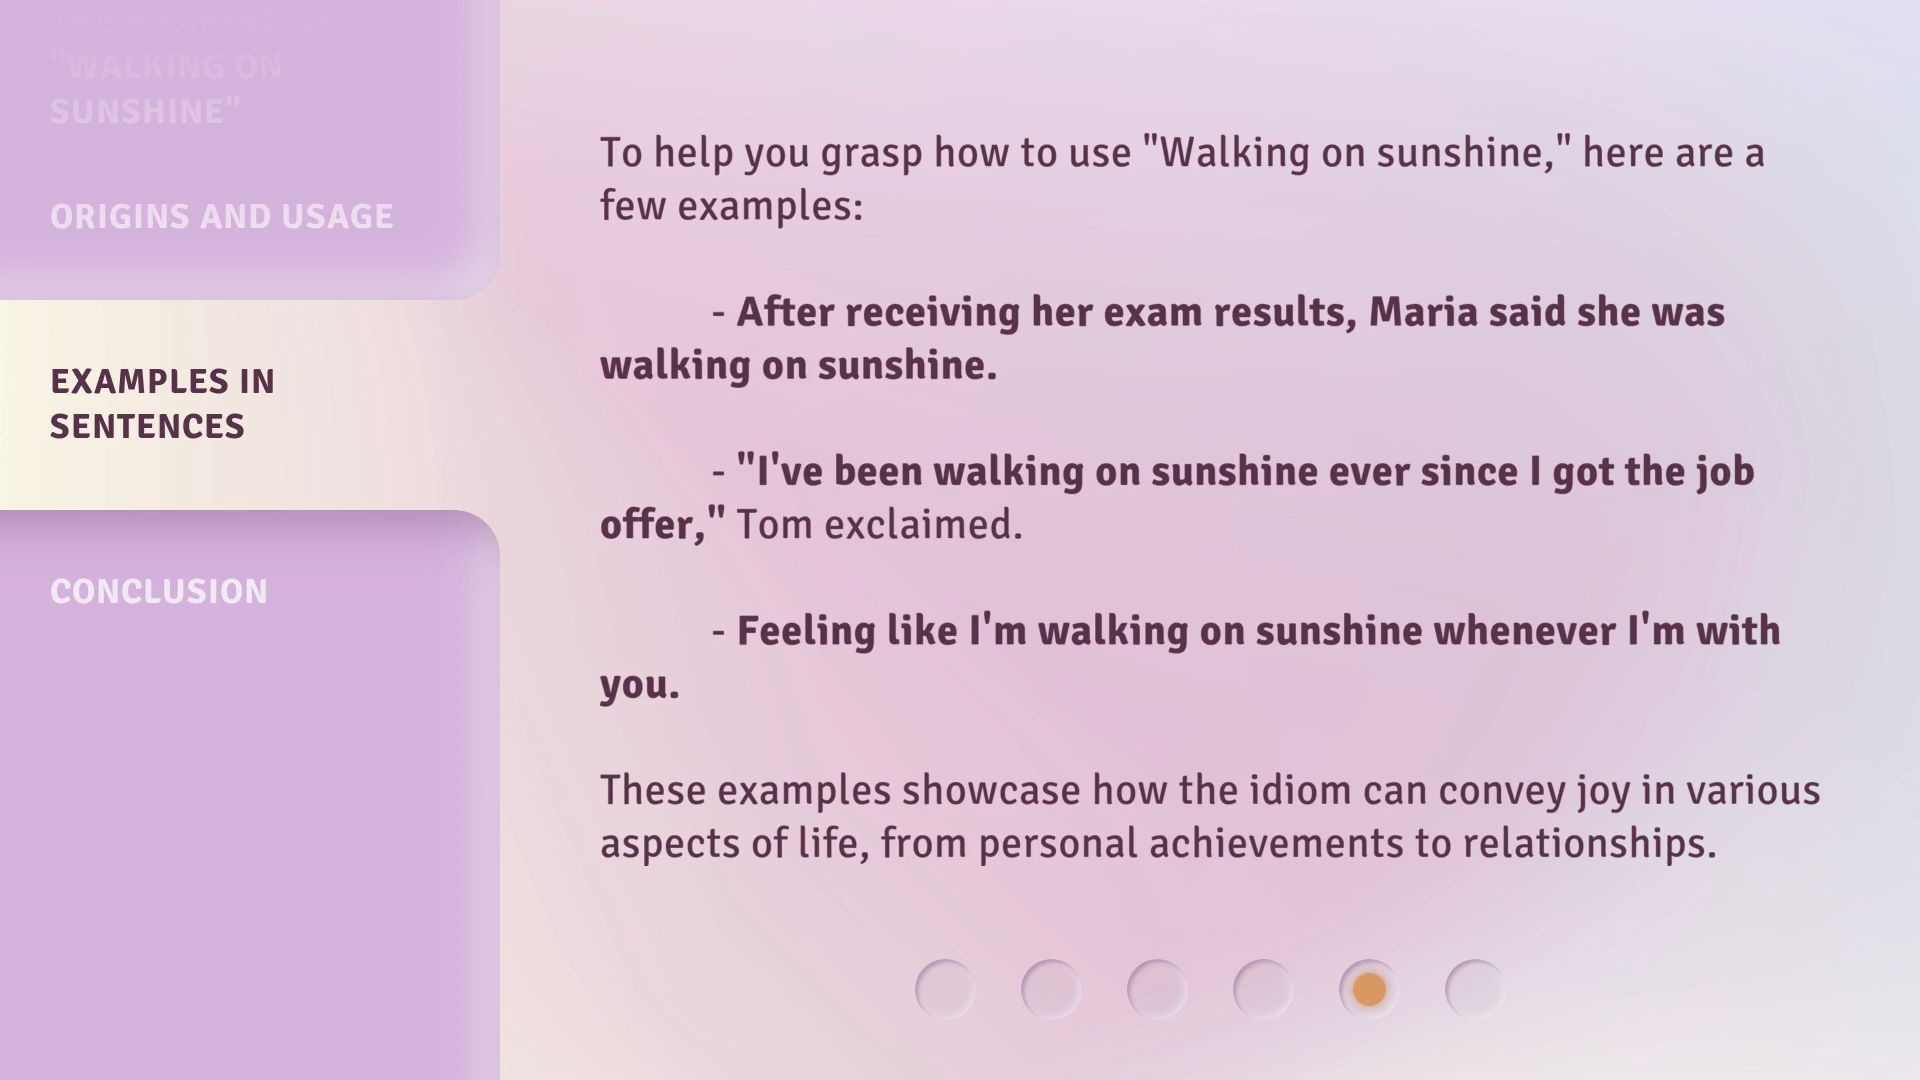 "WALKING ON
SUNSHINE"
ORIGINS AND USAGE
EXAMPLES IN
SENTENCES
CONCLUSION
To help you grasp how to use "Walking on sunshine," here are a
few examples:
- After receiving her exam results, Maria said she was
walking on sunshine.
- "I've been walking on sunshine ever since I got the job
offer," Tom exclaimed.
- Feeling like I'm walking on sunshine whenever I'm with
you.
These examples showcase how the idiom can convey joy in various
aspects of life, from personal achievements to relationships.